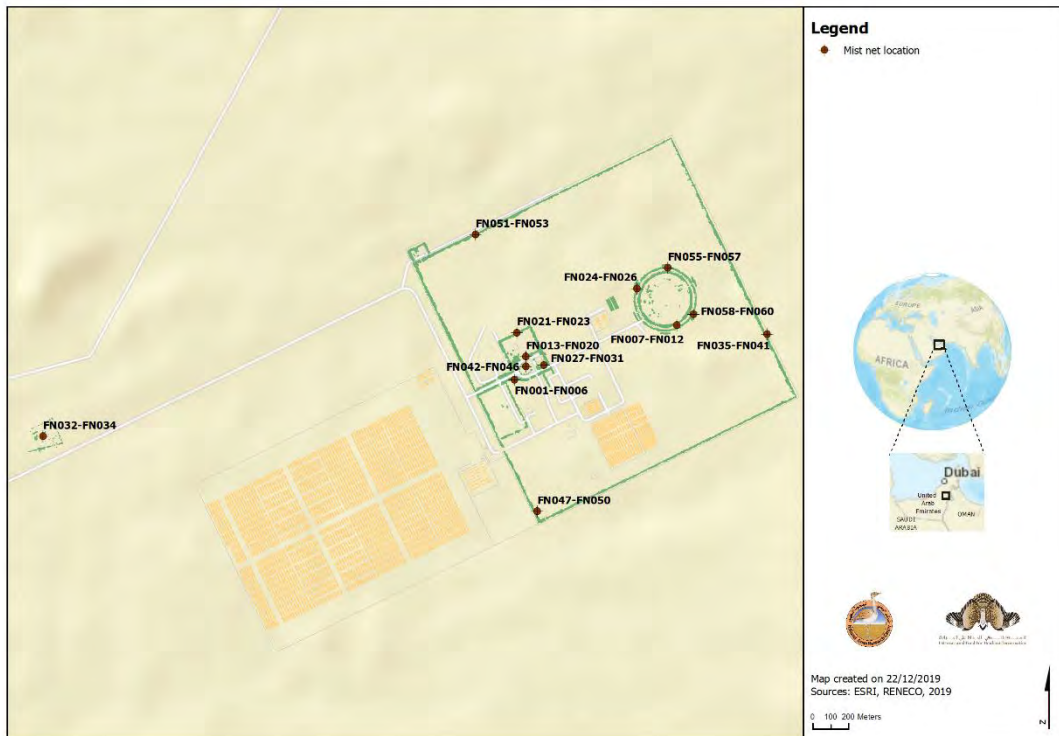 FN051-FN053
FN055-FN057
FN024-FN026
FN058-FN060
FN021-FN023
FN007-FN012
FN035-FN041
FN013-FN020
FN042-FN046
FN027-FN031
FN001-FN006
FN032-FN034
FN047-FN050
Legend
Mist net location
EUROPE
ASIA
AFRICA
Dubai
United
Arab
Emirates
OMAN
SAUDI
ARABIA
Map created on 22/12/2019
Sources: ESRI, RENECO, 2019
0 100 200 Meters
N